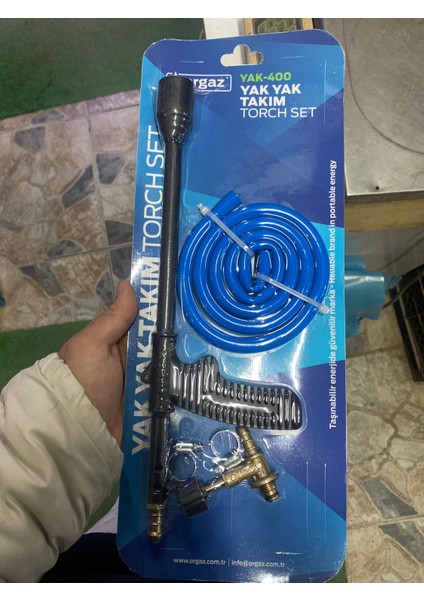 orgaz
YAK-400
YAK YAK
TAKIM
TORCH SET
YAK YAK TAKIM TORCH SET
Taşınabilir enerjide güvenilir marka - Reliable brand in portable energy
www.orgaz.com.tr | info@orgaz.com.tr